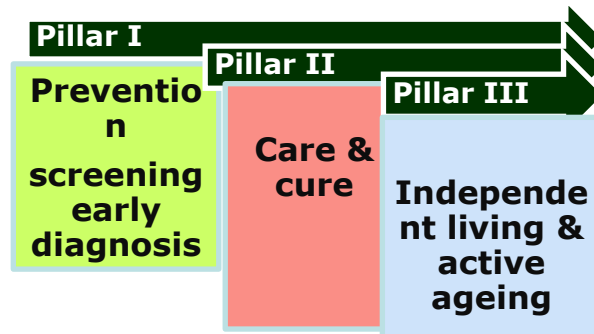 Pillar I
Preventio
n
screening
early
diagnosis
Pillar II
Care &
cure
Pillar III
Independe
nt living &
active
ageing